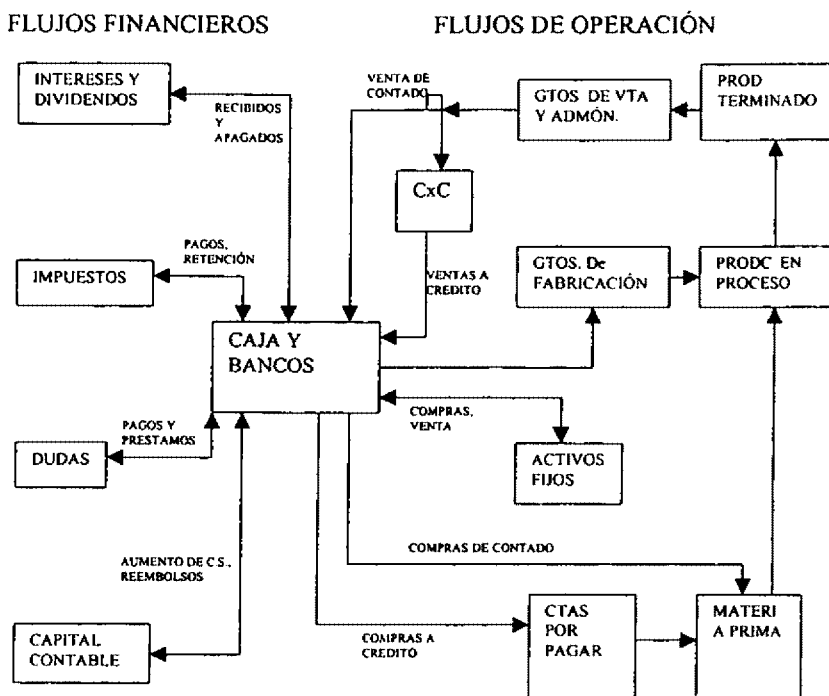 FLUJOS FINANCIEROS
FLUJOS DE OPERACIÓN
INTERESES Y
DIVIDENDOS
RECIBIDOS
Y
APAGADOS
VENTA DE
CONTADO
GTOS. DE VTA
Y ADMÓN.
PROD
TERMINADO
CxC
PAGOS,
RETENCIÓN
IMPUESTOS
VENTAS A
CREDITO
GTOS. De
FABRICACIÓN
PRODC EN
PROCESO
CAJA Y
BANCOS
PAGOS Y
PRESTAMOS
DUDAS
COMPRAS,
VENTA
ACTIVOS
FIJOS
AUMENTO DE C.S.,
REEMBOLSOS
COMPRAS DE CONTADO
CAPITAL
CONTABLE
COMPRAS A
CREDITO
CTAS
POR
PAGAR
MATERI
A PRIMA